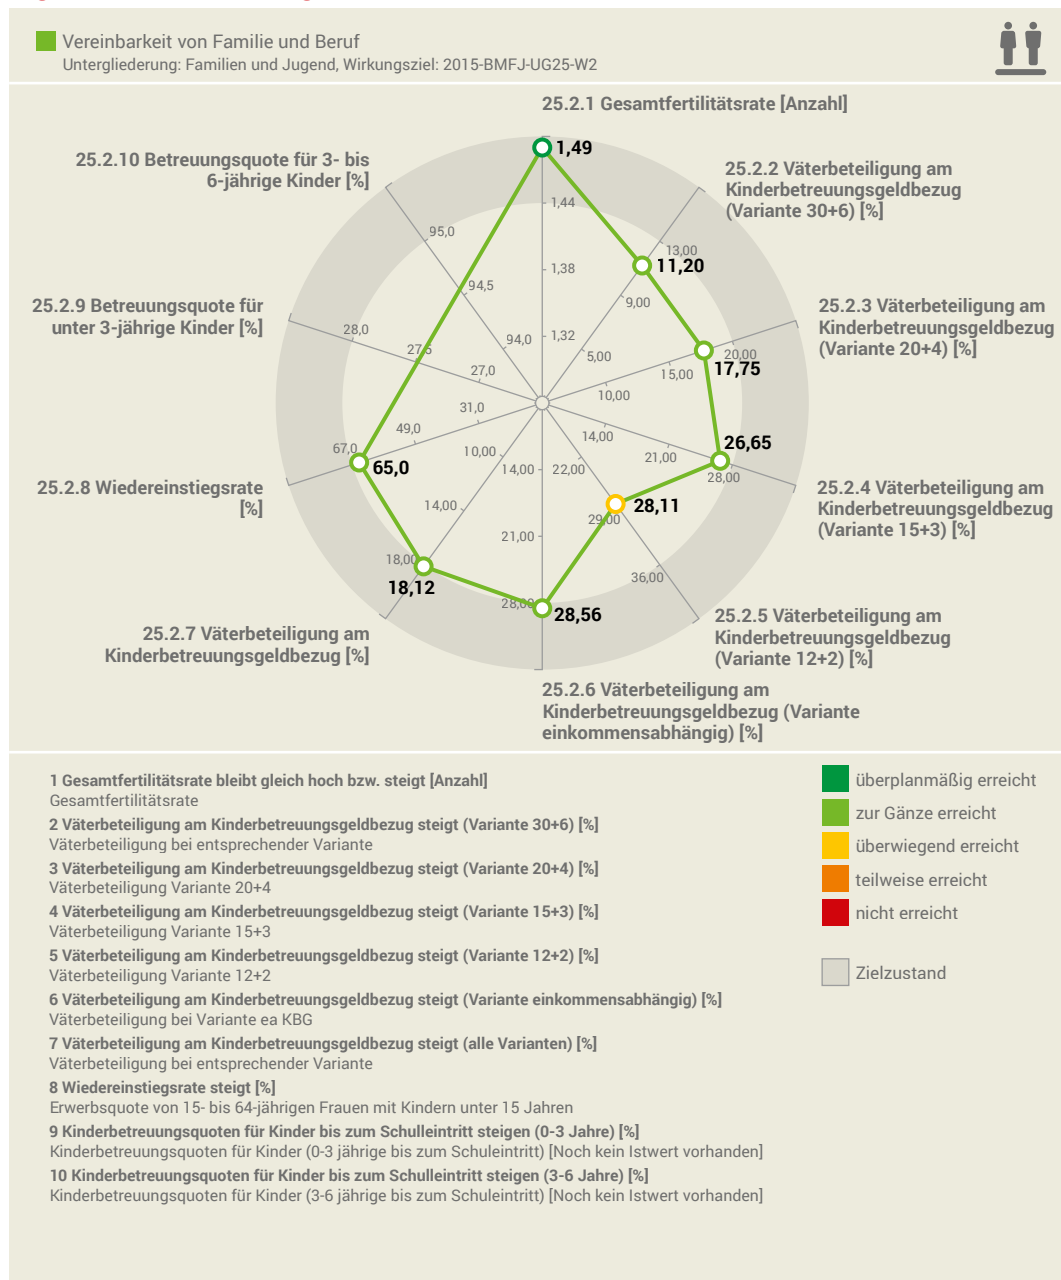 Vereinbarkeit von Familie und Beruf
Untergliederung: Familien und Jugend, Wirkungsziel: 2015-BMFJ-UG25-W2
25.2.1 Gesamtfertilitätsrate [Anzahl]
1,49
1,44
1,38
1,32
25.2.2 Väterbeteiligung am
Kinderbetreuungsgeldbezug
(Variante 30+6) [%]
13,00
11,20
9,00
5,00
25.2.3 Väterbeteiligung am
Kinderbetreuungsgeldbezug
(Variante 20+4) [%]
20,00
17,75
15,00
10,00
25.2.4 Väterbeteiligung am
Kinderbetreuungsgeldbezug
(Variante 15+3) [%]
26,65
28,00
21,00
14,00
25.2.5 Väterbeteiligung am
Kinderbetreuungsgeldbezug
(Variante 12+2) [%]
22,00
28,11
29,00
36,00
25.2.6 Väterbeteiligung am
Kinderbetreuungsgeldbezug (Variante
einkommensabhängig) [%]
14,00
21,00
28,00
28,56
25.2.7 Väterbeteiligung am
Kinderbetreuungsgeldbezug [%]
10,00
14,00
18,00
18,12
25.2.8 Wiedereinstiegsrate
[%]
31,0
49,0
67,0
65,0
25.2.9 Betreuungsquote für
unter 3-jährige Kinder [%]
28,0
27,5
27,0
25.2.10 Betreuungsquote für 3- bis
6-jährige Kinder [%]
95,0
94,5
94,0
1 Gesamtfertilitätsrate bleibt gleich hoch bzw. steigt [Anzahl]
Gesamtfertilitätsrate
2 Väterbeteiligung am Kinderbetreuungsgeldbezug steigt (Variante 30+6) [%]
Väterbeteiligung bei entsprechender Variante
3 Väterbeteiligung am Kinderbetreuungsgeldbezug steigt (Variante 20+4) [%]
Väterbeteiligung Variante 20+4
4 Väterbeteiligung am Kinderbetreuungsgeldbezug steigt (Variante 15+3) [%]
Väterbeteiligung Variante 15+3
5 Väterbeteiligung am Kinderbetreuungsgeldbezug steigt (Variante 12+2) [%]
Väterbeteiligung Variante 12+2
6 Väterbeteiligung am Kinderbetreuungsgeldbezug steigt (Variante einkommensabhängig) [%]
Väterbeteiligung bei Variante ea KBG
7 Väterbeteiligung am Kinderbetreuungsgeldbezug steigt (alle Varianten) [%]
Väterbeteiligung bei entsprechender Variante
8 Wiedereinstiegsrate steigt [%]
Erwerbsquote von 15- bis 64-jährigen Frauen mit Kindern unter 15 Jahren
9 Kinderbetreuungsquoten für Kinder bis zum Schulleintritt steigen (0-3 Jahre) [%]
Kinderbetreuungsquoten für Kinder (0-3 jährige bis zum Schuleintritt) [Noch kein Istwert vorhanden]
10 Kinderbetreuungsquoten für Kinder bis zum Schulleintritt steigen (3-6 Jahre) [%]
Kinderbetreuungsquoten für Kinder (3-6 jährige bis zum Schuleintritt) [Noch kein Istwert vorhanden]
überplanmäßig erreicht
zur Gänze erreicht
überwiegend erreicht
teilweise erreicht
nicht erreicht
Zielzustand